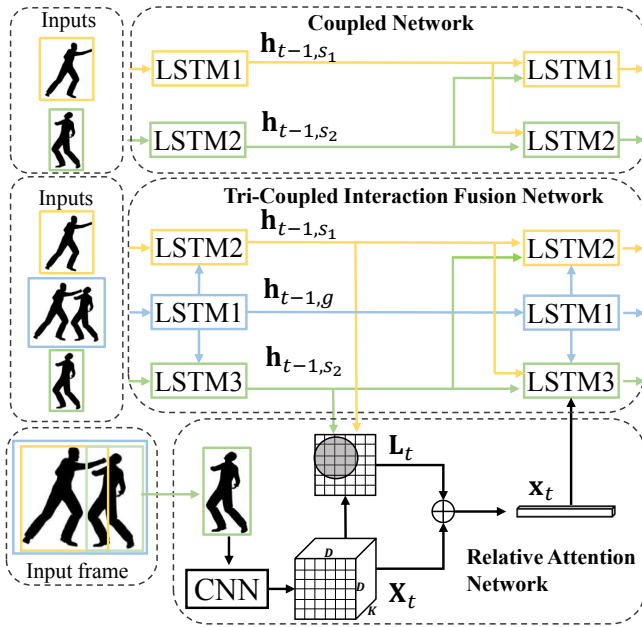 Inputs
Coupled Network
LSTM1
h_{t-1,s_1}
LSTM1
LSTM2
h_{t-1,s_2}
LSTM2
Inputs
Tri-Coupled Interaction Fusion Network
LSTM2
h_{t-1,s_1}
LSTM2
LSTM1
h_{t-1,g}
LSTM1
LSTM3
h_{t-1,s_2}
LSTM3
Input frame
L_t
x_t
CNN
D
D
K
X_t
Relative Attention
Network